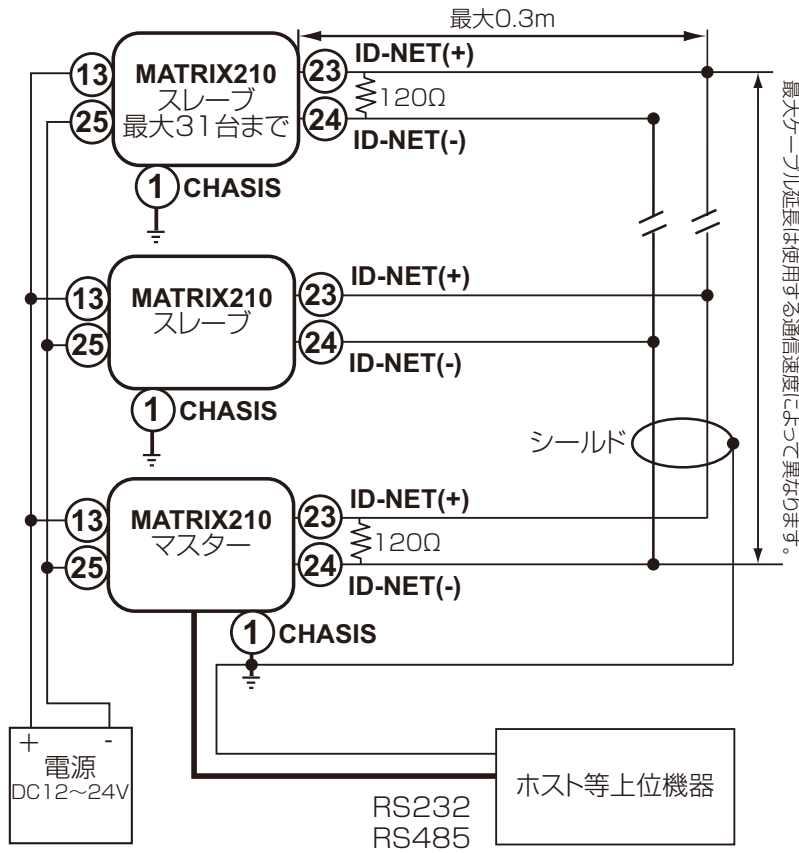 最大0.3m
13
MATRIX210
スレーブ
最大31台まで
25
23
ID-NET(+)
120Ω
24
ID-NET(-)
1
CHASIS
最大ケーブル延長は使用する通信速度によって異なります。
13
MATRIX210
スレーブ
25
23
ID-NET(+)
24
ID-NET(-)
1
CHASIS
シールド
13
MATRIX210
マスター
25
23
ID-NET(+)
120Ω
24
ID-NET(-)
1
CHASIS
+ -
電源
DC12～24V
RS232
RS485
ホスト等上位機器